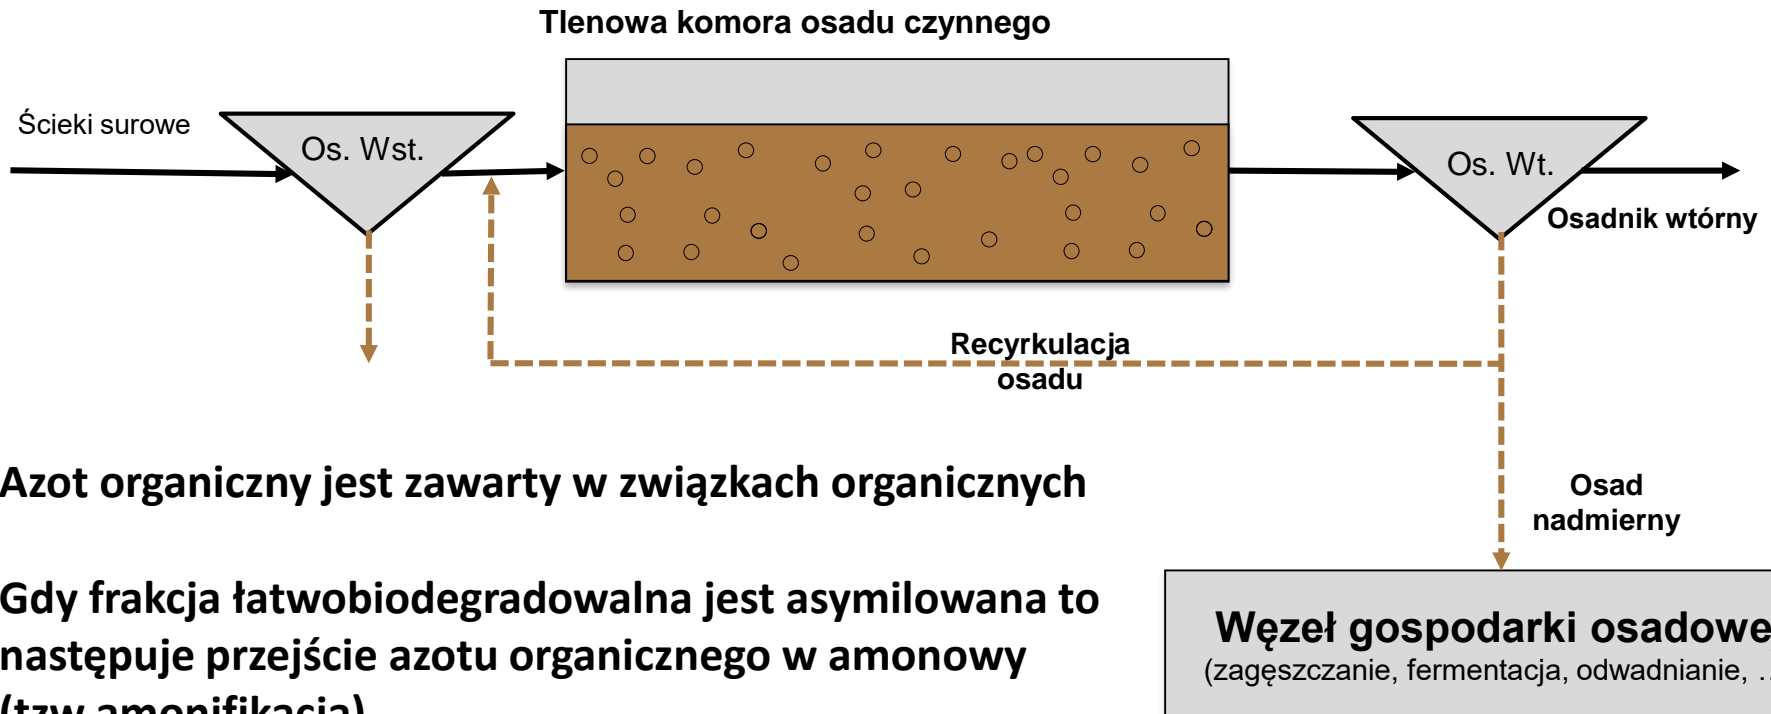 Tlenowa komora osadu czynnego
Ścieki surowe
Os. Wst.
Os. Wt.
Osadnik wtórny
Recyrkulacja
osadu
Azot organiczny jest zawarty w związkach organicznych
Osad
nadmierny
Gdy frakcja łatwobiodegradowalna jest asymilowana to
następuje przejście azotu organicznego w amonowy
(tzw amonifikacja)
Węzeł gospodarki osadowe
(zagęszczanie, fermentacja, odwadnianie, ..